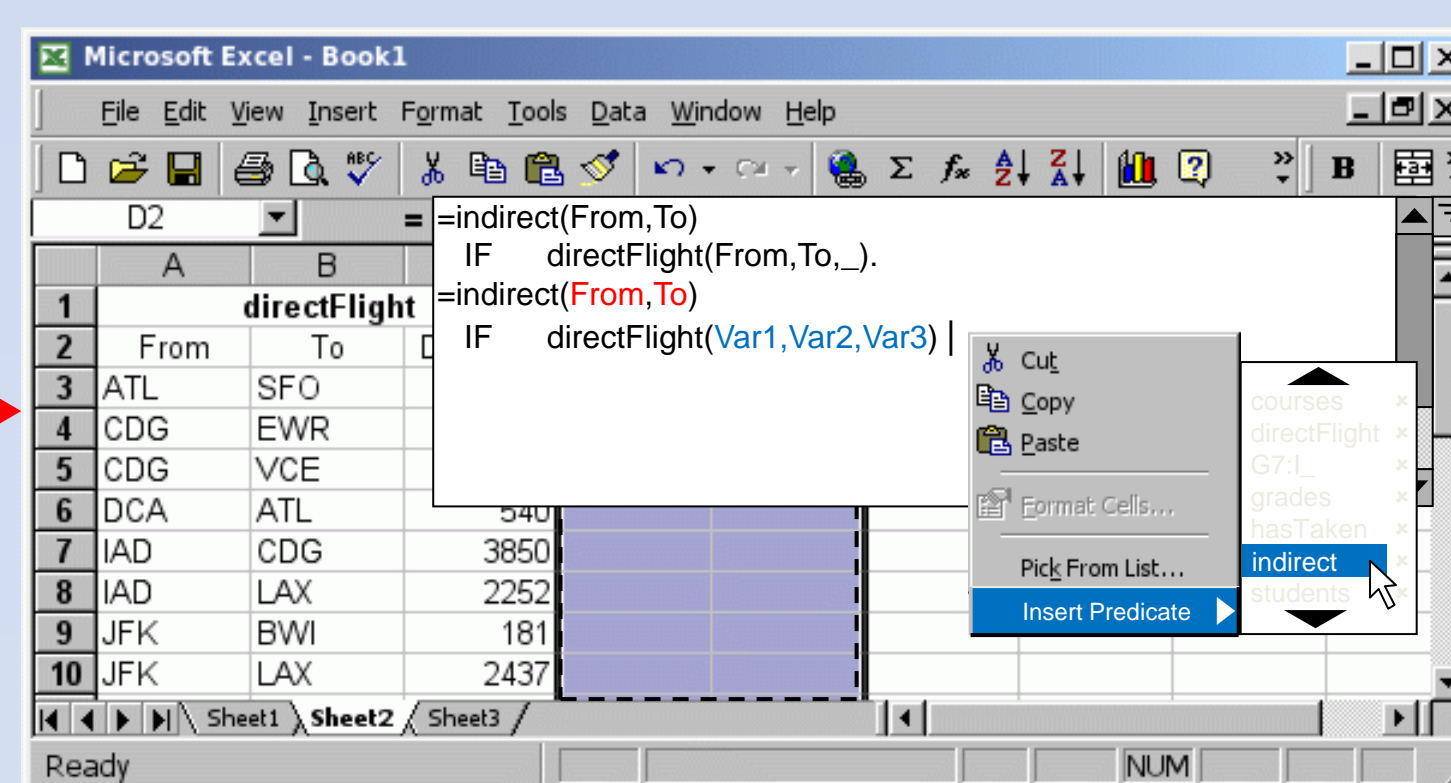 Microsoft Excel - Book1
File Edit View Insert Format Tools Data Window Help
ABC Σ fx A Z Z A ? » B a
D2 = =indirect(From,To)
IF directFlight(From,To,_).
=indirect(From,To)
IF directFlight(Var1,Var2,Var3)
A B
1 directFlight
2 From To
3 ATL SFO
4 CDG EWR
5 CDG VCE
6 DCA ATL 540
7 IAD CDG 3850
8 IAD LAX 2252
9 JFK BWI 181
10 JFK LAX 2437
Cut
Copy
Paste
Format Cells...
Pick From List...
Insert Predicate
courses ×
directFlight ×
G7:I_ ×
grades ×
hasTaken ×
indirect ×
students ×
Sheet1 Sheet2 Sheet3
Ready NUM